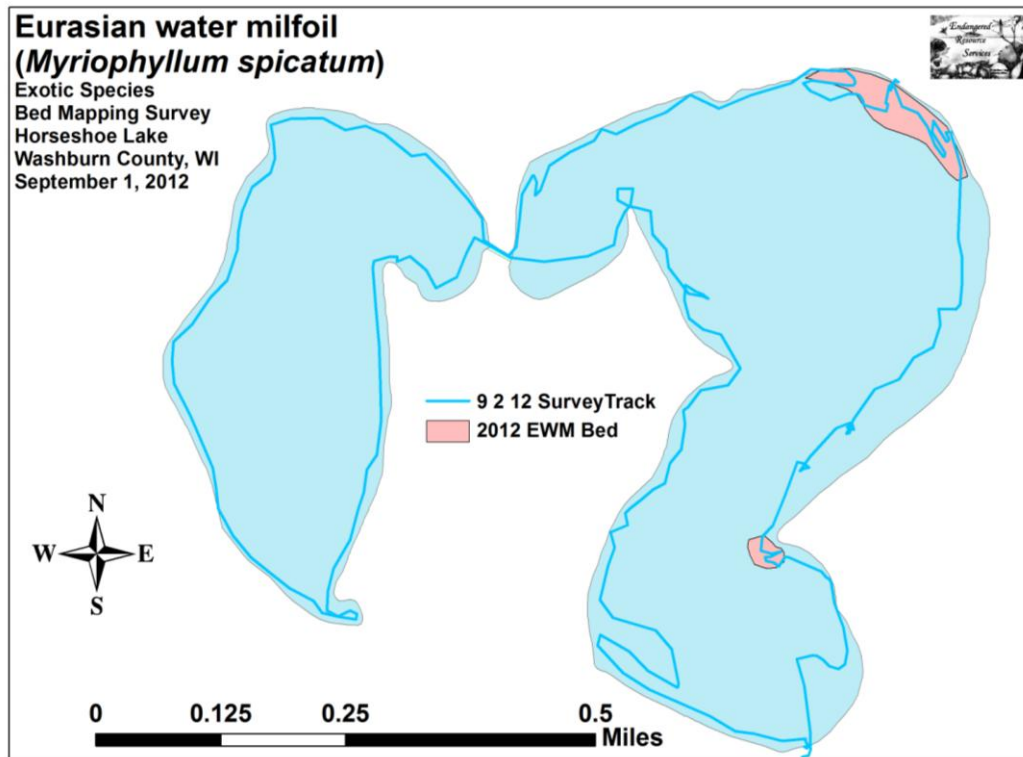 Eurasian water milfoil
(Myriophyllum spicatum)
Exotic Species
Bed Mapping Survey
Horseshoe Lake
Washburn County, WI
September 1, 2012
Endangered
Resource
Services
9 2 12 SurveyTrack
2012 EWM Bed
N
W E
S
0 0.125 0.25 0.5
Miles